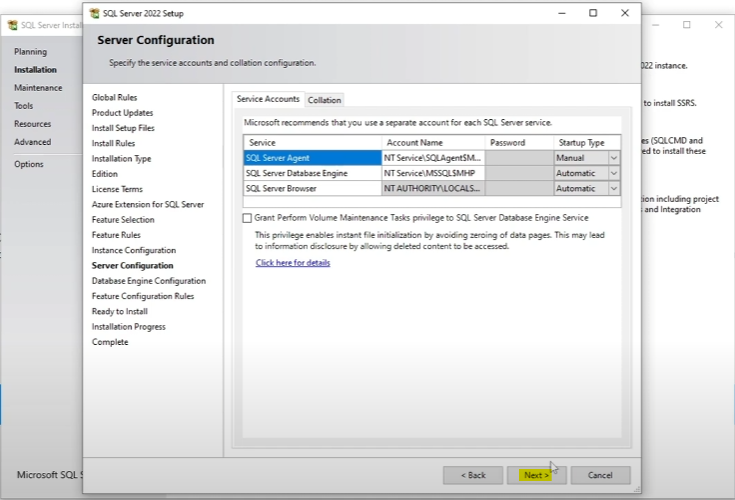 SQL Server Instal
SQL Server 2022 Setup
Server Configuration
Specify the service accounts and collation configuration.
Planning
Installation
Maintenance
Tools
Resources
Advanced
Options
Microsoft SQL S
Global Rules
Product Updates
Install Setup Files
Install Rules
Installation Type
Edition
License Terms
Azure Extension for SQL Server
Feature Selection
Feature Rules
Instance Configuration
Server Configuration
Database Engine Configuration
Feature Configuration Rules
Ready to Install
Installation Progress
Complete
Service Accounts Collation
Microsoft recommends that you use a separate account for each SQL Server service.
Service Account Name Password Startup Type
SQL Server Agent NT Service\SQLAgent$M... Manual
SQL Server Database Engine NT Service\MSSQL$MHP Automatic
SQL Server Browser NT AUTHORITY\LOCALS... Automatic
Grant Perform Volume Maintenance Tasks privilege to SQL Server Database Engine Service
This privilege enables instant file initialization by avoiding zeroing of data pages. This may lead
to information disclosure by allowing deleted content to be accessed.
Click here for details
< Back Next > Cancel
022 instance.
to install SSRS.
es (SQLCMD and
ed to install these
ion including project
and Integration